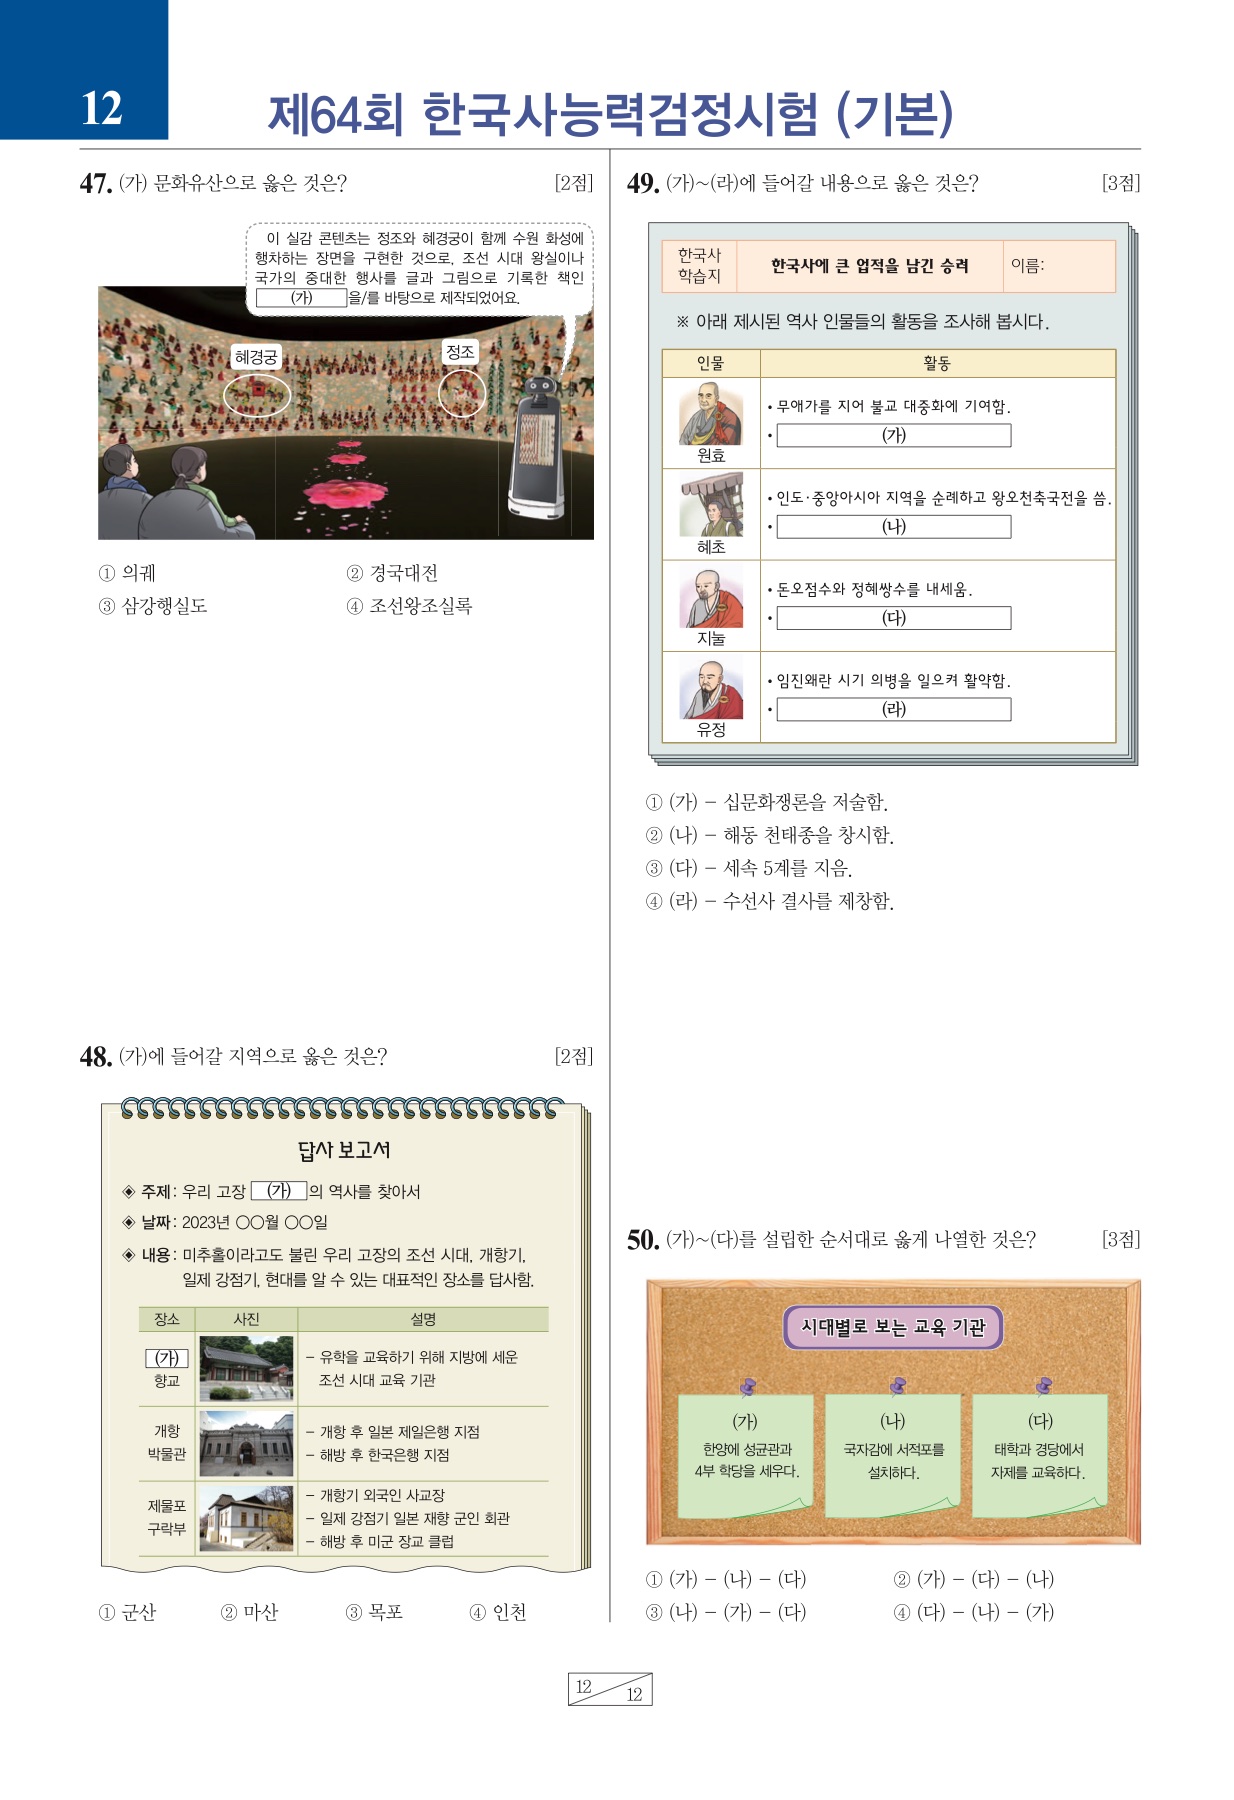 12
제64회 한국사능력검정시험 (기본)
47. (가) 문화유산으로 옳은 것은? [2점]
이 실감 콘텐츠는 정조와 혜경궁이 함께 수원 화성에
행차하는 장면을 구현한 것으로, 조선 시대 왕실이나
국가의 중대한 행사를 글과 그림으로 기록한 책인
(가) 을/를 바탕으로 제작되었어요.
혜경궁
정조
① 의궤 ② 경국대전
③ 삼강행실도 ④ 조선왕조실록
48. (가)에 들어갈 지역으로 옳은 것은? [2점]
답사 보고서
◈ 주제: 우리 고장 (가) 의 역사를 찾아서
◈ 날짜: 2023년 ○○월 ○○일
◈ 내용: 미추홀이라고도 불린 우리 고장의 조선 시대, 개항기,
일제 강점기, 현대를 알 수 있는 대표적인 장소를 답사함.
장소 사진 설명
(가)
향교
- 유학을 교육하기 위해 지방에 세운
조선 시대 교육 기관
개항
박물관
- 개항 후 일본 제일은행 지점
- 해방 후 한국은행 지점
제물포
구락부
- 개항기 외국인 사교장
- 일제 강점기 일본 재향 군인 회관
- 해방 후 미군 장교 클럽
① 군산 ② 마산 ③ 목포 ④ 인천
49. (가)~(라)에 들어갈 내용으로 옳은 것은? [3점]
한국사
학습지
한국사에 큰 업적을 남긴 승려
이름:
※ 아래 제시된 역사 인물들의 활동을 조사해 봅시다.
인물 활동
원효
• 무애가를 지어 불교 대중화에 기여함.
• (가)
혜초
• 인도·중앙아시아 지역을 순례하고 왕오천축국전을 씀.
• (나)
지눌
• 돈오점수와 정혜쌍수를 내세움.
• (다)
유정
• 임진왜란 시기 의병을 일으켜 활약함.
• (라)
① (가) - 십문화쟁론을 저술함.
② (나) - 해동 천태종을 창시함.
③ (다) - 세속 5계를 지음.
④ (라) - 수선사 결사를 제창함.
50. (가)~(다)를 설립한 순서대로 옳게 나열한 것은? [3점]
시대별로 보는 교육 기관
(가)
한양에 성균관과
4부 학당을 세우다.
(나)
국자감에 서적포를
설치하다.
(다)
태학과 경당에서
자제를 교육하다.
① (가) - (나) - (다) ② (가) - (다) - (나)
③ (나) - (가) - (다) ④ (다) - (나) - (가)
12
12